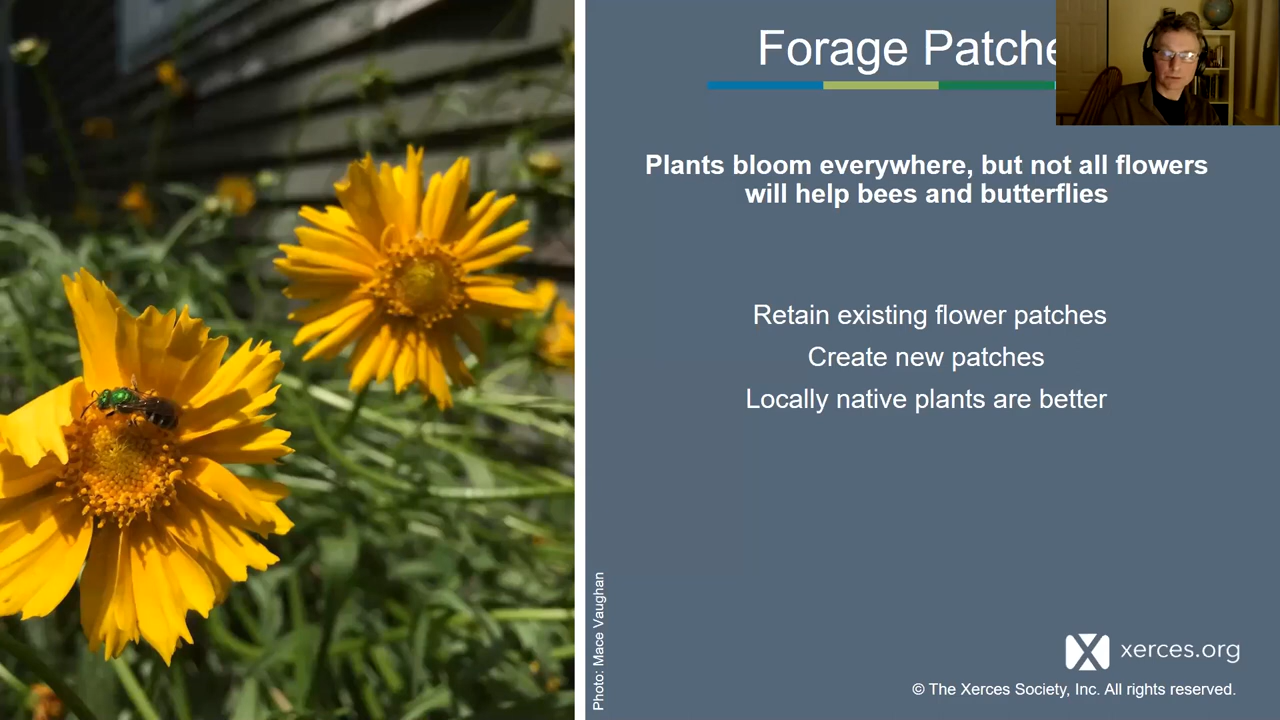 Forage Patche
Plants bloom everywhere, but not all flowers
will help bees and butterflies
Retain existing flower patches
Create new patches
Locally native plants are better
Photo: Mace Vaughan
xerces.org
© The Xerces Society, Inc. All rights reserved.